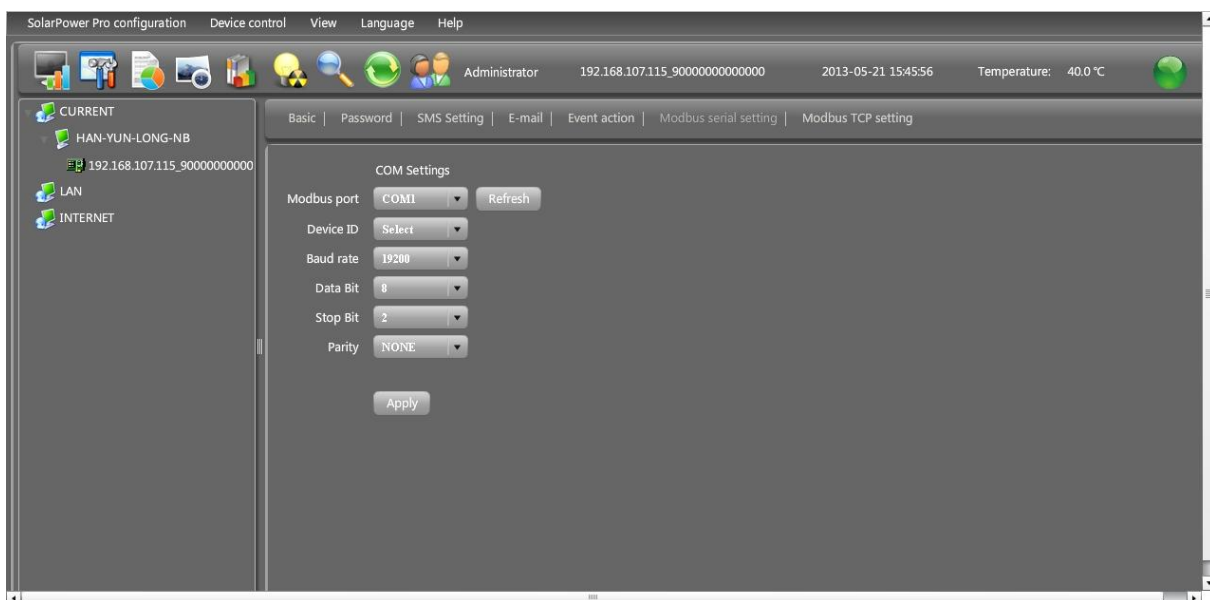 SolarPower Pro configuration Device control View Language Help
Administrator 192.168.107.115_90000000000000 2013-05-21 15:45:56 Temperature: 40.0 ℃
CURRENT
HAN-YUN-LONG-NB
192.168.107.115_90000000000
LAN
INTERNET
Basic | Password | SMS Setting | E-mail | Event action | Modbus serial setting | Modbus TCP setting
COM Settings
Modbus port COM1 Refresh
Device ID Select
Baud rate 19200
Data Bit 8
Stop Bit 2
Parity NONE
Apply